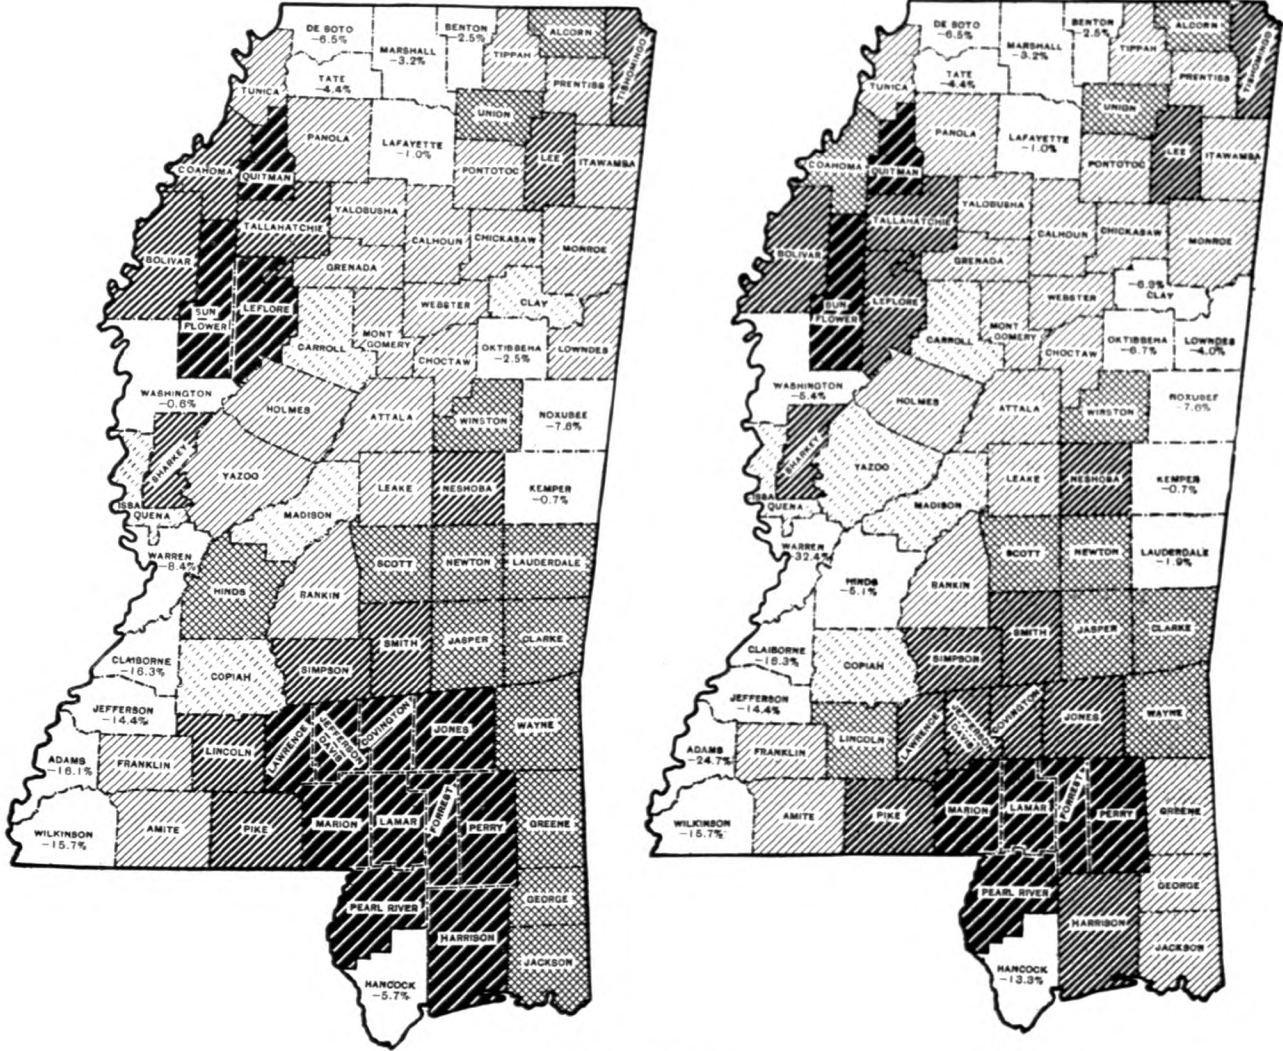 DE SOTO
-6.5%
MARSHALL
-3.2%
BENTON
-2.5%
TIPPAH
ALCORN
TISHOMINGO
TATE
-4.4%
PRENTISS
TUNICA
PANOLA
LAFAYETTE
-1.0%
UNION
LEE
ITAWAMBA
COAHOMA
QUITMAN
PONTOTOC
TALLAHATCHIE
YALOBUSHA
CALHOUN
CHICKASAW
MONROE
BOLIVAR
GRENADA
SUN
FLOWER
LEFLORE
WEBSTER
CLAY
CARROLL
MONT
GOMERY
CHOCTAW
OKTIBBEHA
-2.5%
LOWNDES
WASHINGTON
-0.6%
HOLMES
ATTALA
WINSTON
NOXUBEE
-7.6%
SHARKEY
YAZOO
LEAKE
NESHOBA
KEMPER
-0.7%
ISSA
QUENA
MADISON
WARREN
-8.4%
HINDS
RANKIN
SCOTT
NEWTON
LAUDERDALE
CLAIBORNE
-16.3%
COPIAH
SIMPSON
SMITH
JASPER
CLARKE
JEFFERSON
-14.4%
LINCOLN
LAWRENCE
JEFFERSON
DAVIS
COVINGTON
JONES
WAYNE
ADAMS
-16.1%
FRANKLIN
WILKINSON
-15.7%
AMITE
PIKE
MARION
LAMAR
FORREST
PERRY
GREENE
PEARL RIVER
HARRISON
GEORGE
JACKSON
HANCOCK
-5.7%
DE SOTO
-6.5%
MARSHALL
-3.2%
BENTON
-2.5%
TIPPAH
ALCORN
TISHOMINGO
TATE
-4.4%
PRENTISS
TUNICA
PANOLA
LAFAYETTE
-1.0%
UNION
LEE
ITAWAMBA
COAHOMA
QUITMAN
PONTOTOC
TALLAHATCHIE
YALOBUSHA
CALHOUN
CHICKASAW
MONROE
BOLIVAR
GRENADA
SUN
FLOWER
LEFLORE
WEBSTER
CLAY
CARROLL
MONT
GOMERY
CHOCTAW
OKTIBBEHA
-6.7%
LOWNDES
-4.0%
WASHINGTON
-5.4%
HOLMES
ATTALA
WINSTON
NOXUBEE
-7.6%
SHARKEY
YAZOO
LEAKE
NESHOBA
KEMPER
-0.7%
ISSA
QUENA
MADISON
WARREN
-32.4%
HINDS
-5.1%
RANKIN
SCOTT
NEWTON
LAUDERDALE
-1.9%
CLAIBORNE
-16.3%
COPIAH
SIMPSON
SMITH
JASPER
CLARKE
JEFFERSON
-14.4%
LINCOLN
LAWRENCE
JEFFERSON
DAVIS
COVINGTON
JONES
WAYNE
ADAMS
-24.7%
FRANKLIN
WILKINSON
-15.7%
AMITE
PIKE
MARION
LAMAR
FORREST
PERRY
GREENE
PEARL RIVER
HARRISON
GEORGE
JACKSON
HANCOCK
-13.3%